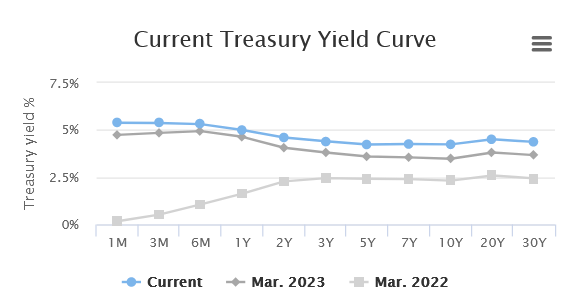 Current Treasury Yield Curve
Treasury yield %
7.5%
5%
2.5%
0%
1M 3M 6M 1Y 2Y 3Y 5Y 7Y 10Y 20Y 30Y
Current Mar. 2023 Mar. 2022